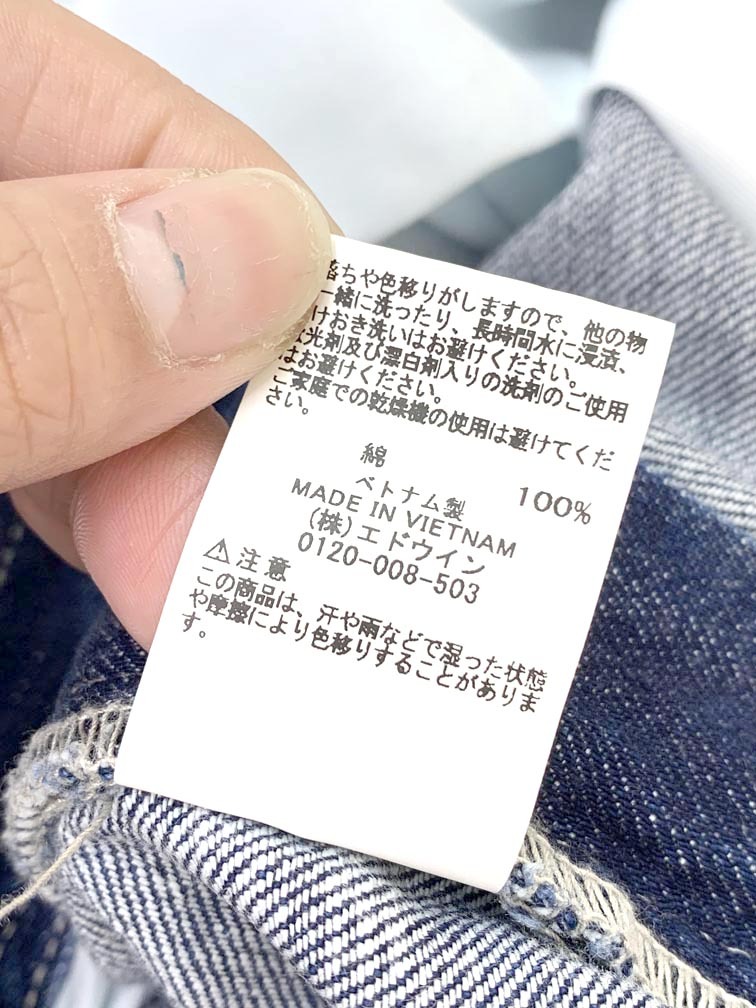 落ちや色移りがしますので、他の物
一緒に洗ったり、長時間水に浸漬、
けおき洗いはお避けください。
光剤及び漂白剤入りの洗剤のご使用
はお避けください。
ご家庭での乾燥機の使用は避けてくだ
さい。
綿 100%
ベトナム製
MADE IN VIETNAM
(株)エドウイン
0120-008-503
⚠注意
この商品は、汗や雨などで湿った状態
や摩擦により色移りすることがありま
す。